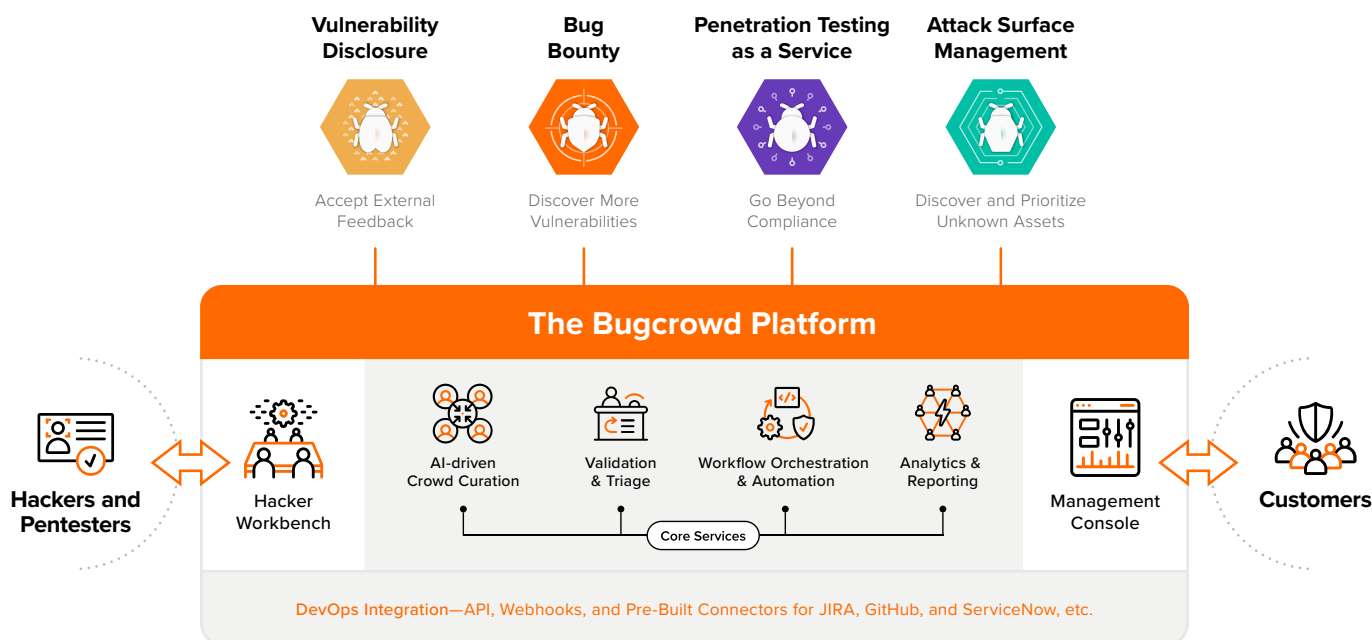 Vulnerability
Disclosure
Bug
Bounty
Penetration Testing
as a Service
Attack Surface
Management
Accept External
Feedback
Discover More
Vulnerabilities
Go Beyond
Compliance
Discover and Prioritize
Unknown Assets
The Bugcrowd Platform
Hackers and
Pentesters
Hacker
Workbench
AI-driven
Crowd Curation
Validation
& Triage
</>
Workflow Orchestration
& Automation
Analytics &
Reporting
Core Services
Management
Console
Customers
DevOps Integration—API, Webhooks, and Pre-Built Connectors for JIRA, GitHub, and ServiceNow, etc.